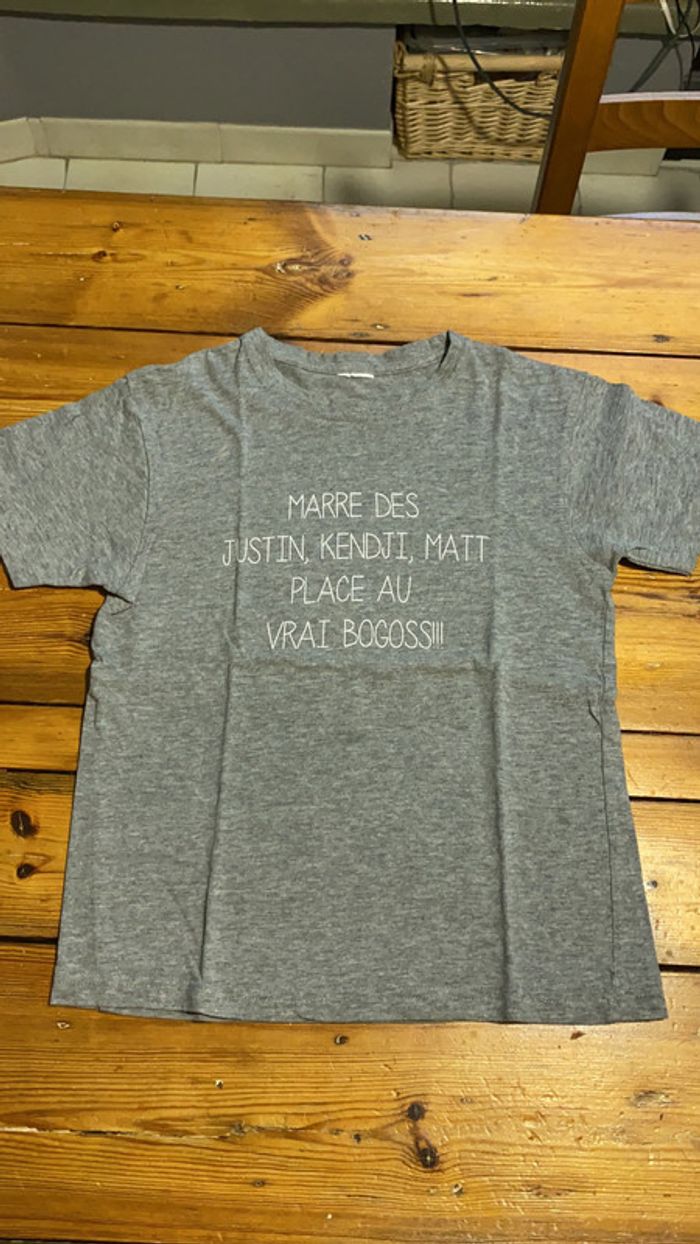 MARRE DES
JUSTIN, KENDJI, MATT
PLACE AU
VRAI BOGOSS!!!